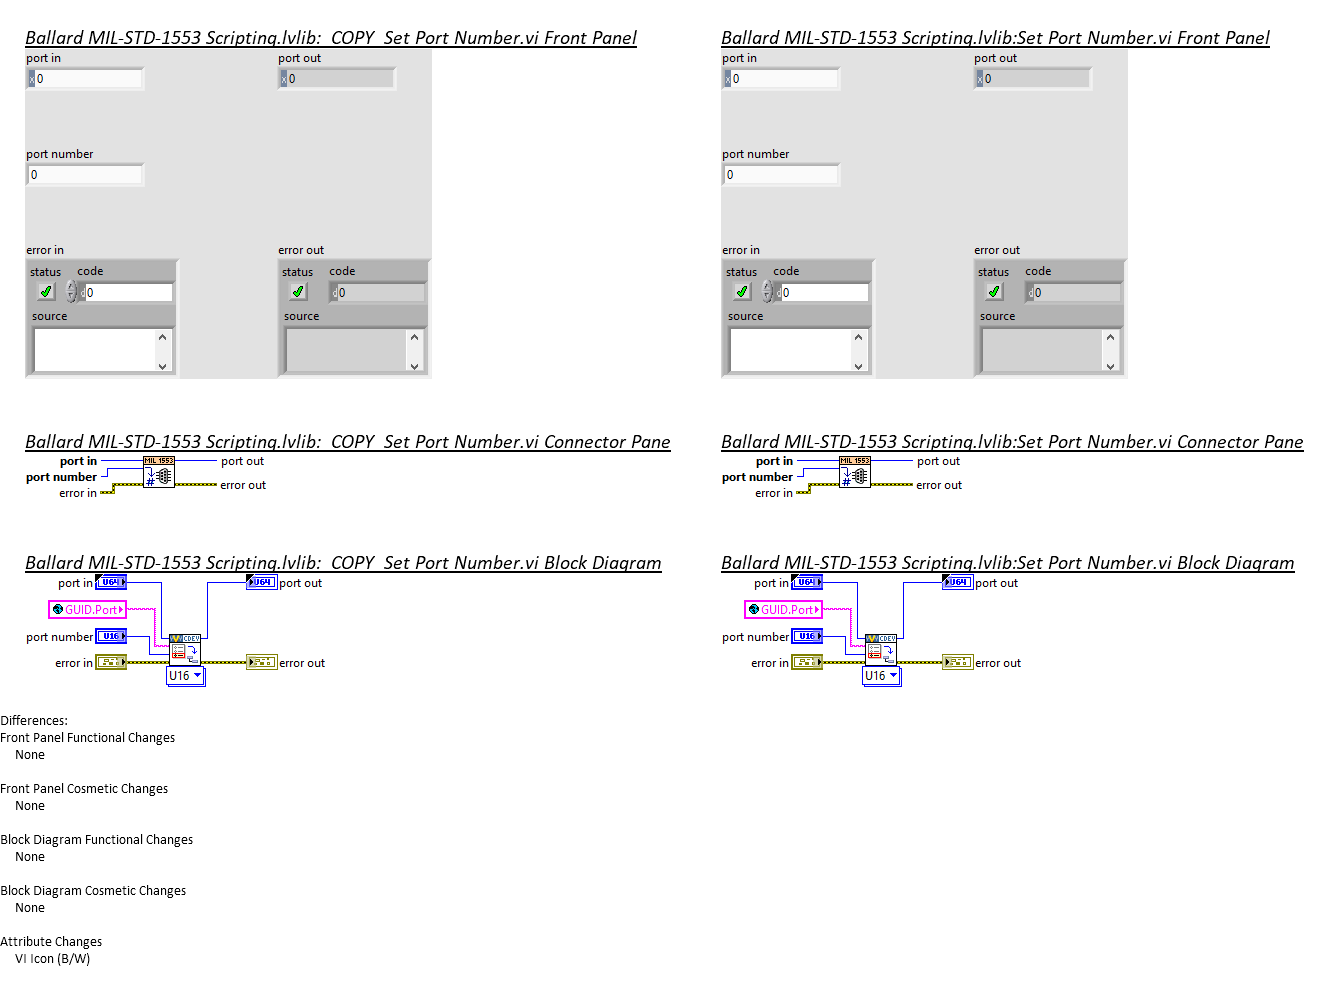 Ballard MIL-STD-1553 Scripting.lvlib:_COPY_Set Port Number.vi Front Panel
port in
port out
x 0
x 0
port number
0
error in
error out
status code
status code
d 0
d 0
source
source
Ballard MIL-STD-1553 Scripting.lvlib:Set Port Number.vi Front Panel
port in
port out
x 0
x 0
port number
0
error in
error out
status code
status code
d 0
d 0
source
source
Ballard MIL-STD-1553 Scripting.lvlib:_COPY_Set Port Number.vi Connector Pane
port in
MIL 1553
port out
port number
#
error in
error out
Ballard MIL-STD-1553 Scripting.lvlib:Set Port Number.vi Connector Pane
port in
MIL 1553
port out
port number
#
error in
error out
Ballard MIL-STD-1553 Scripting.lvlib:_COPY_Set Port Number.vi Block Diagram
port in
U64
U64
port out
GUID.Port
port number
U16
CDEV
error in
error out
U16
Ballard MIL-STD-1553 Scripting.lvlib:Set Port Number.vi Block Diagram
port in
U64
U64
port out
GUID.Port
port number
U16
CDEV
error in
error out
U16
Differences:
Front Panel Functional Changes
None
Front Panel Cosmetic Changes
None
Block Diagram Functional Changes
None
Block Diagram Cosmetic Changes
None
Attribute Changes
VI Icon (B/W)